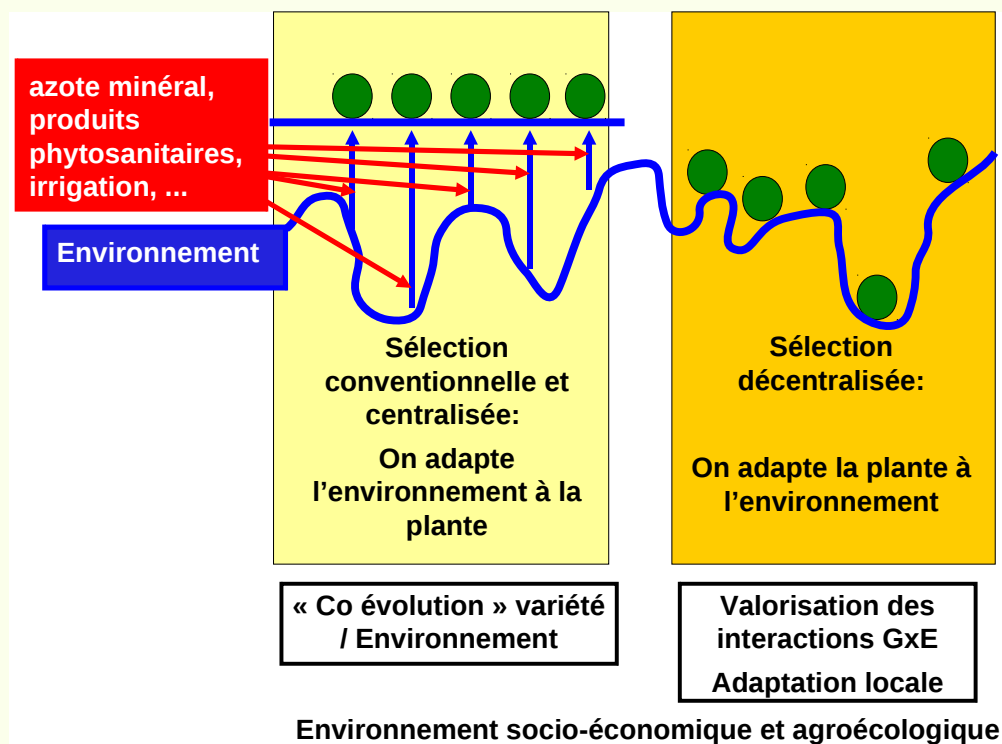 azote minéral,
produits
phytosanitaires,
irrigation, ...
Environnement
Sélection
conventionnelle et
centralisée:
On adapte
l’environnement à la
plante
Sélection
décentralisée:
On adapte la plante à
l’environnement
« Co évolution » variété
/ Environnement
Valorisation des
interactions GxE
Adaptation locale
Environnement socio-économique et agroécologique